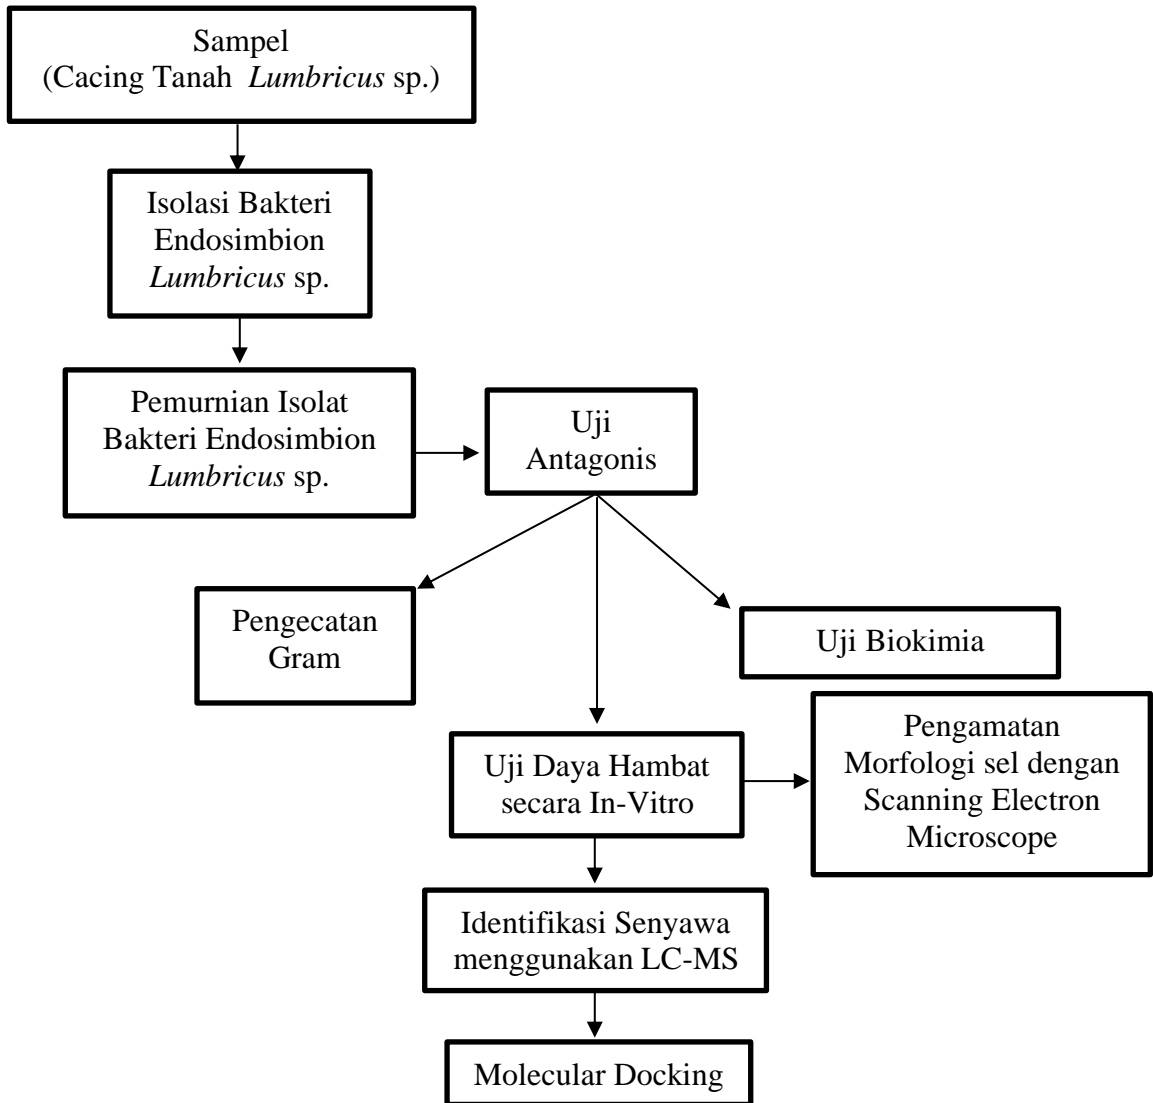 Sampel
(Cacing Tanah Lumbricus sp.)
Isolasi Bakteri
Endosimbion
Lumbricus sp.
Pemurnian Isolat
Bakteri Endosimbion
Lumbricus sp.
Uji
Antagonis
Pengecatan
Gram
Uji Biokimia
Uji Daya Hambat
secara In-Vitro
Pengamatan
Morfologi sel dengan
Scanning Electron
Microscope
Identifikasi Senyawa
menggunakan LC-MS
Molecular Docking